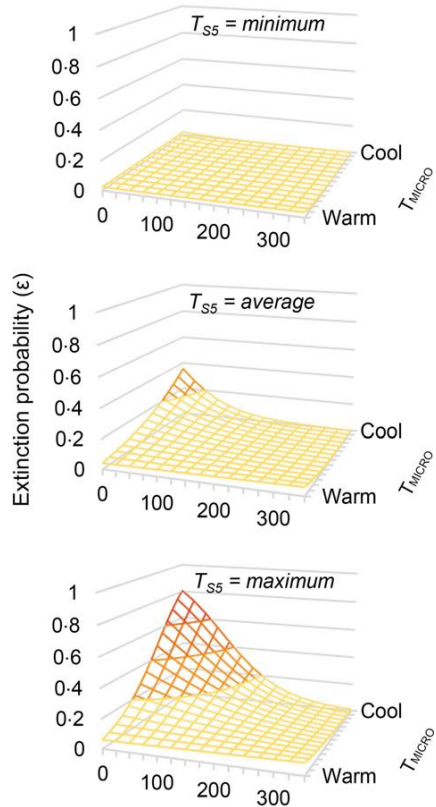 T_S5 = minimum
1
0·8
0·6
0·4
0·2
0
0
100
200
300
Cool
Warm
T_MICRO
Extinction probability (ε)
T_S5 = average
1
0·8
0·6
0·4
0·2
0
0
100
200
300
Cool
Warm
T_MICRO
T_S5 = maximum
1
0·8
0·6
0·4
0·2
0
0
100
200
300
Cool
Warm
T_MICRO